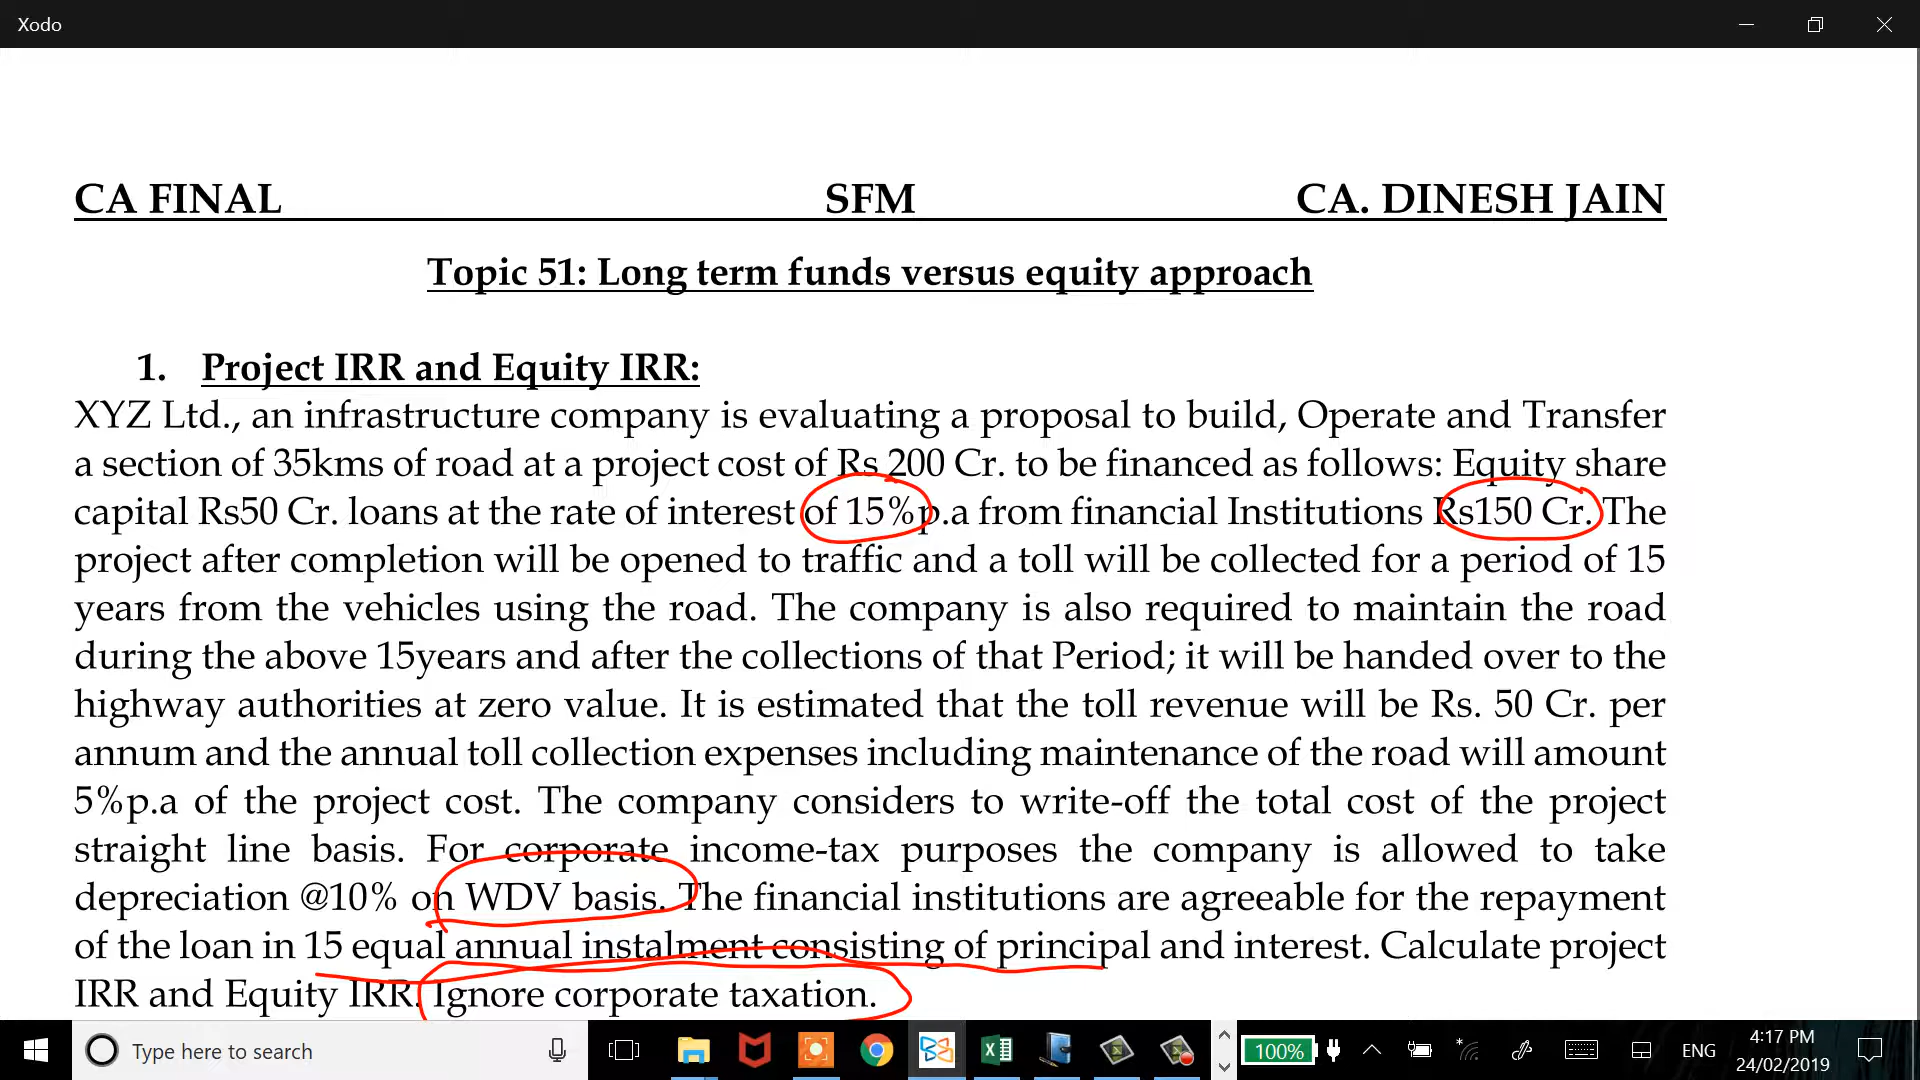 Xodo
CA FINAL SFM CA. DINESH JAIN
Topic 51: Long term funds versus equity approach
1. Project IRR and Equity IRR:
XYZ Ltd., an infrastructure company is evaluating a proposal to build, Operate and Transfer
a section of 35kms of road at a project cost of Rs 200 Cr. to be financed as follows: Equity share
capital Rs50 Cr. loans at the rate of interest of 15%p.a from financial Institutions Rs150 Cr. The
project after completion will be opened to traffic and a toll will be collected for a period of 15
years from the vehicles using the road. The company is also required to maintain the road
during the above 15years and after the collections of that Period; it will be handed over to the
highway authorities at zero value. It is estimated that the toll revenue will be Rs. 50 Cr. per
annum and the annual toll collection expenses including maintenance of the road will amount
5%p.a of the project cost. The company considers to write-off the total cost of the project
straight line basis. For corporate income-tax purposes the company is allowed to take
depreciation @10% on WDV basis. The financial institutions are agreeable for the repayment
of the loan in 15 equal annual instalment consisting of principal and interest. Calculate project
IRR and Equity IRR. Ignore corporate taxation.
Type here to search
100%
ENG
4:17 PM
24/02/2019